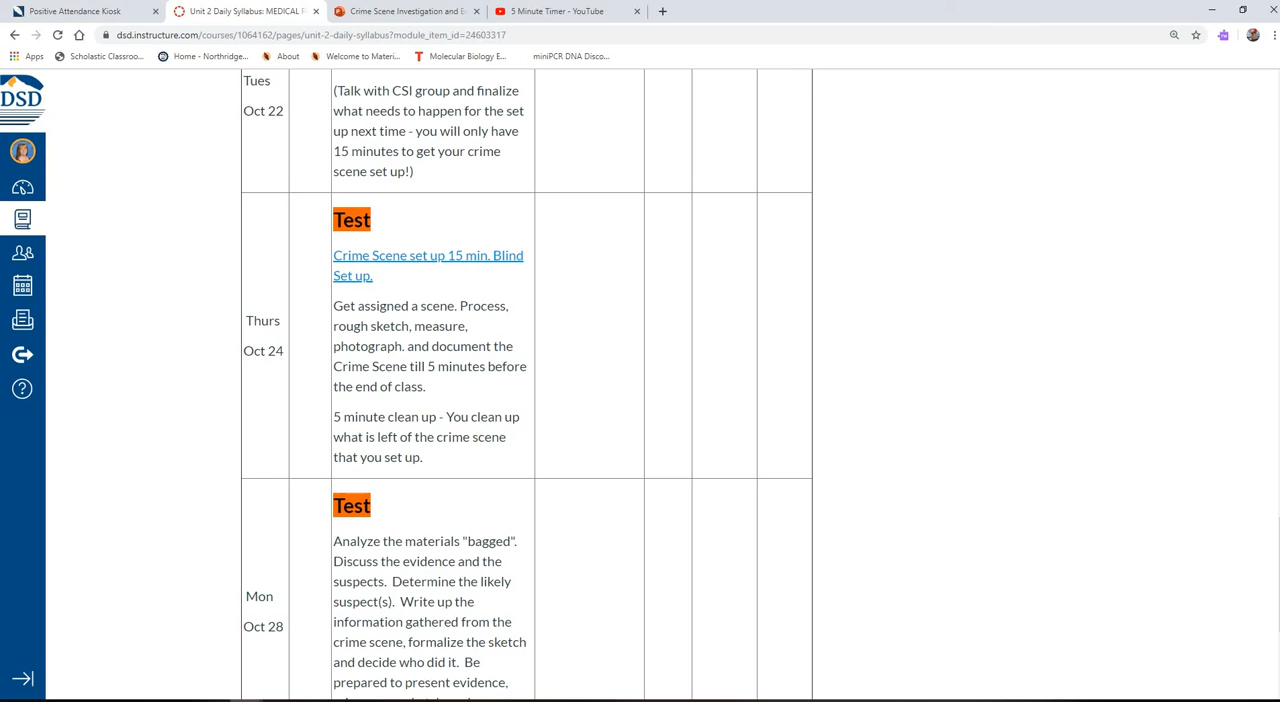 Positive Attendance Kiosk
Unit 2 Daily Syllabus: MEDICAL F
Crime Scene Investigation and E
5 Minute Timer - YouTube
dsd.instructure.com/courses/1064162/pages/unit-2-daily-syllabus?module_item_id=24603317
Apps
Scholastic Classroo...
Home - Northridge...
About
Welcome to Materi...
Molecular Biology E...
miniPCR DNA Disco...
DSD
Tues
Oct 22
(Talk with CSI group and finalize
what needs to happen for the set
up next time - you will only have
15 minutes to get your crime
scene set up!)
Thurs
Oct 24
Test
Crime Scene set up 15 min. Blind
Set up.
Get assigned a scene. Process,
rough sketch, measure,
photograph. and document the
Crime Scene till 5 minutes before
the end of class.
5 minute clean up - You clean up
what is left of the crime scene
that you set up.
Mon
Oct 28
Test
Analyze the materials "bagged".
Discuss the evidence and the
suspects. Determine the likely
suspect(s). Write up the
information gathered from the
crime scene, formalize the sketch
and decide who did it. Be
prepared to present evidence,